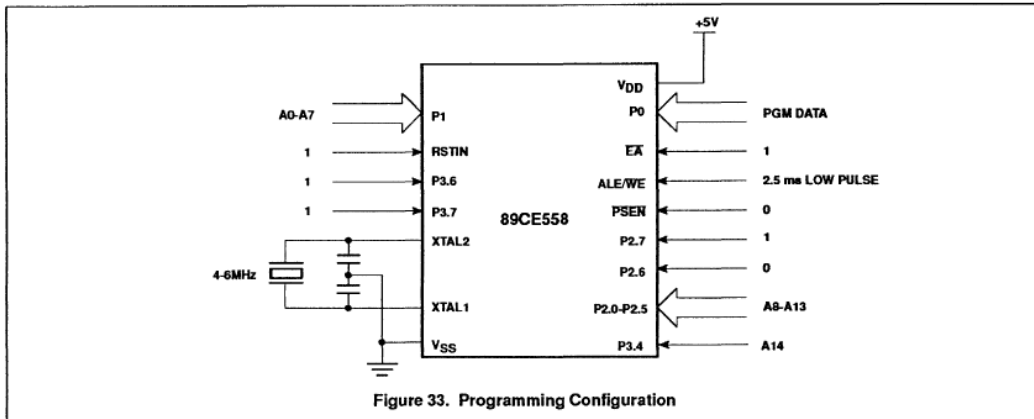 +5V
VDD
A0-A7
P1
P0
PGM DATA
1
RSTIN
EA
1
1
P3.6
ALE/WE
2.5 ms LOW PULSE
1
P3.7
89CE558
PSEN
0
XTAL2
P2.7
1
4-6MHz
P2.6
0
XTAL1
P2.0-P2.5
A8-A13
VSS
P3.4
A14
Figure 33. Programming Configuration